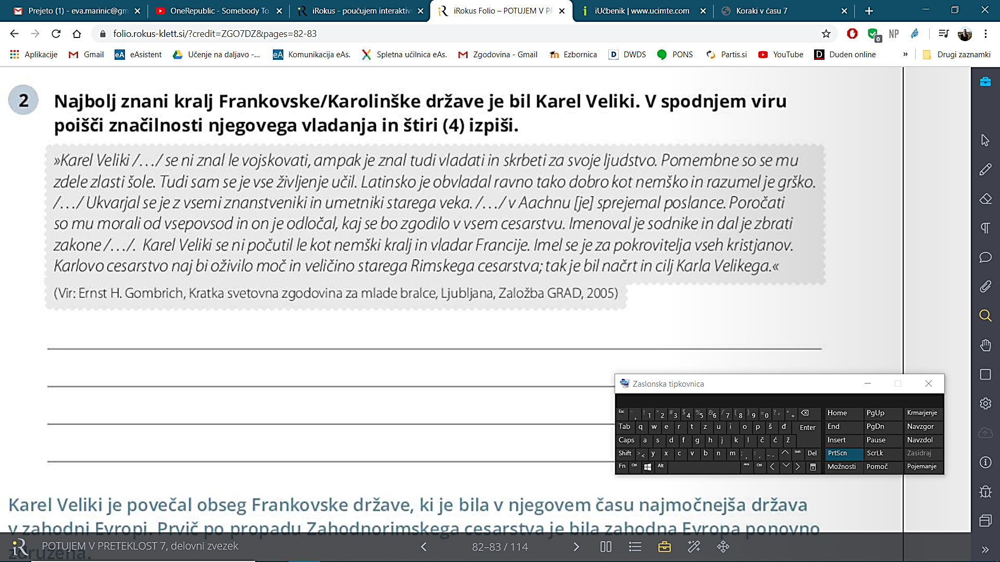 Prejeto (1) - eva.marinic@gm
OneRepublic - Somebody To
iRokus - poučujem interaktiv
iRokus Folio – POTUJEM V PR
iUčbenik | www.ucimte.com
Koraki v času 7
folio.rokus-klett.si/?credit=ZGO7DZ&pages=82-83
0
NP
Aplikacije
Gmail
eA eAsistent
Učenje na daljavo -...
eA Komunikacija eAs.
Spletna učilnica eAs.
Zgodovina - Gmail
Ezbornica
D DWDS
PONS
Partis.si
YouTube
D Duden online
»
Drugi zaznamki
2
Najbolj znani kralj Frankovske/Karolinške države je bil Karel Veliki. V spodnjem viru
poišči značilnosti njegovega vladanja in štiri (4) izpiši.
»Karel Veliki /…/ se ni znal le vojskovati, ampak je znal tudi vladati in skrbeti za svoje ljudstvo. Pomembne so se mu
zdele zlasti šole. Tudi sam se je vse življenje učil. Latinsko je obvladal ravno tako dobro kot nemško in razumel je grško.
/…/ Ukvarjal se je z vsemi znanstveniki in umetniki starega veka. /…/ v Aachnu [je] sprejemal poslance. Poročati
so mu morali od vsepovsod in on je odločal, kaj se bo zgodilo v vsem cesarstvu. Imenoval je sodnike in dal je zbrati
zakone /…/. Karel Veliki se ni počutil le kot nemški kralj in vladar Francije. Imel se je za pokrovitelja vseh kristjanov.
Karlovo cesarstvo naj bi oživilo moč in veličino starega Rimskega cesarstva; tak je bil načrt in cilj Karla Velikega.«
(Vir: Ernst H. Gombrich, Kratka svetovna zgodovina za mlade bralce, Ljubljana, Založba GRAD, 2005)
Zaslonska tipkovnica
Esc ¨ ¸ ! 1 " 2 # 3 $ 4 % 5 & 6 / 7 ( 8 ) 9 = 0 ? ' * + Home PgUp Krmarjenje
Tab q w e r t z u i o p š đ Enter End PgDn Navzgor
Caps a s d f g h j k l č ć ž Insert Pause Navzdol
Shift > < y x c v b n m ; , : . _ - Shift Del PrtScn ScrLk Zasidraj
Fn Ctrl Alt AltGr Ctrl Možnosti Pomoč Pojemanje
Karel Veliki je povečal obseg Frankovske države, ki je bila v njegovem času najmočnejša država
v zahodni Evropi. Prvič po propadu Zahodnorimskega cesarstva je bila zahodna Evropa ponovno
združena.
iR POTUJEM V PRETEKLOST 7, delovni zvezek
82–83 / 114